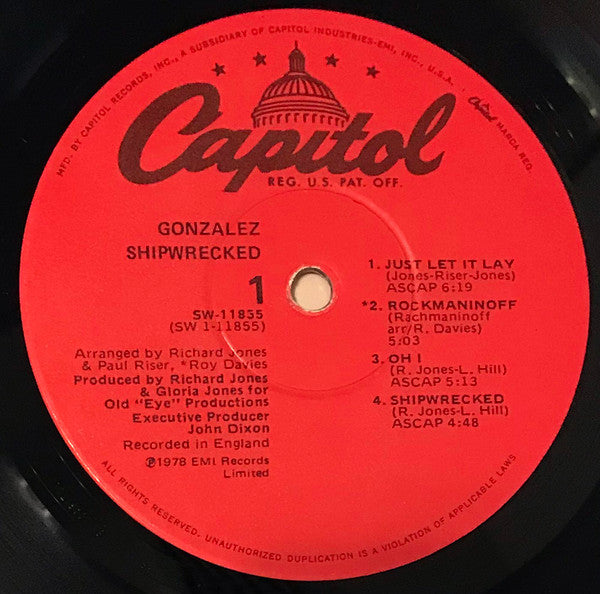 MFD. BY CAPITOL RECORDS, INC., A SUBSIDIARY OF CAPITOL INDUSTRIES-EMI, INC., U.S.A. · Capitol MARCA REG.
Capitol
REG. U.S. PAT. OFF.
GONZALEZ
SHIPWRECKED
1
SW-11855
(SW 1-11855)
Arranged by Richard Jones
& Paul Riser, *Roy Davies
Produced by Richard Jones
& Gloria Jones for
Old "Eye" Productions
Executive Producer
John Dixon
Recorded in England
℗1978 EMI Records
Limited
1. JUST LET IT LAY
(Jones-Riser-Jones)
ASCAP 6:19
*2. ROCKMANINOFF
(Rachmaninoff
arr/R. Davies)
5:03
3. OH I
(R. Jones-L. Hill)
ASCAP 5:13
4. SHIPWRECKED
(R. Jones-L. Hill)
ASCAP 4:48
ALL RIGHTS RESERVED. UNAUTHORIZED DUPLICATION IS A VIOLATION OF APPLICABLE LAWS